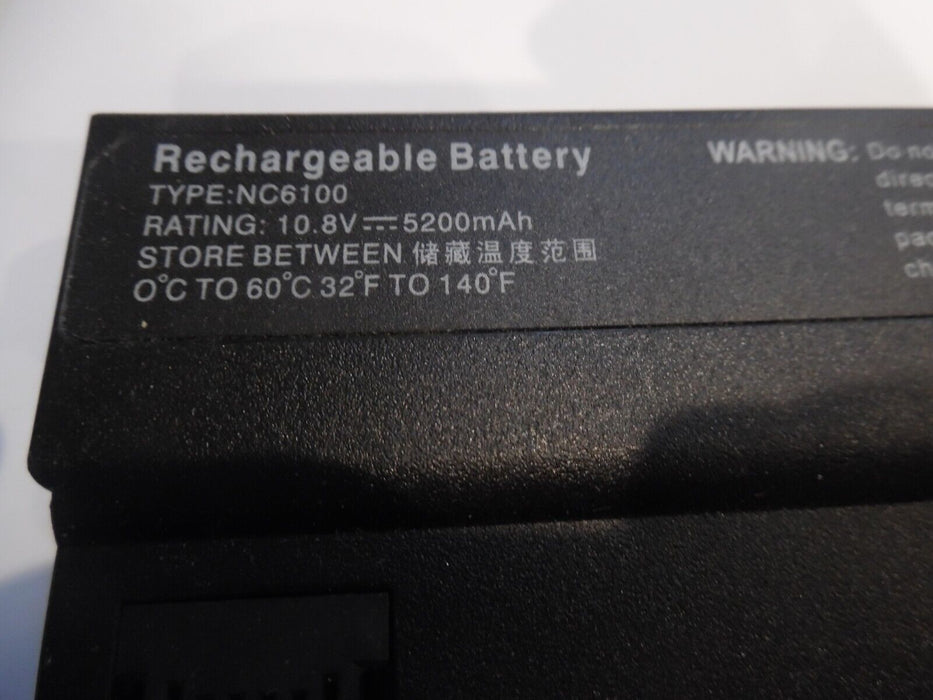 Rechargeable Battery
TYPE:NC6100
RATING: 10.8V⎓5200mAh
STORE BETWEEN 储藏温度范围
0°C TO 60°C 32°F TO 140°F
WARNING: Do